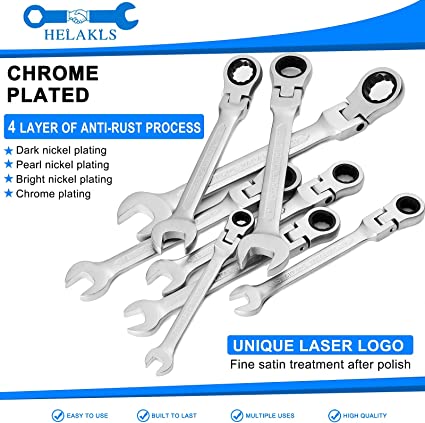 HELAKLS
CHROME
PLATED
4 LAYER OF ANTI-RUST PROCESS
Dark nickel plating
Pearl nickel plating
Bright nickel plating
Chrome plating
UNIQUE LASER LOGO
Fine satin treatment after polish
EASY TO USE
BUILT TO LAST
MULTIPLE USES
HIGH QUALITY